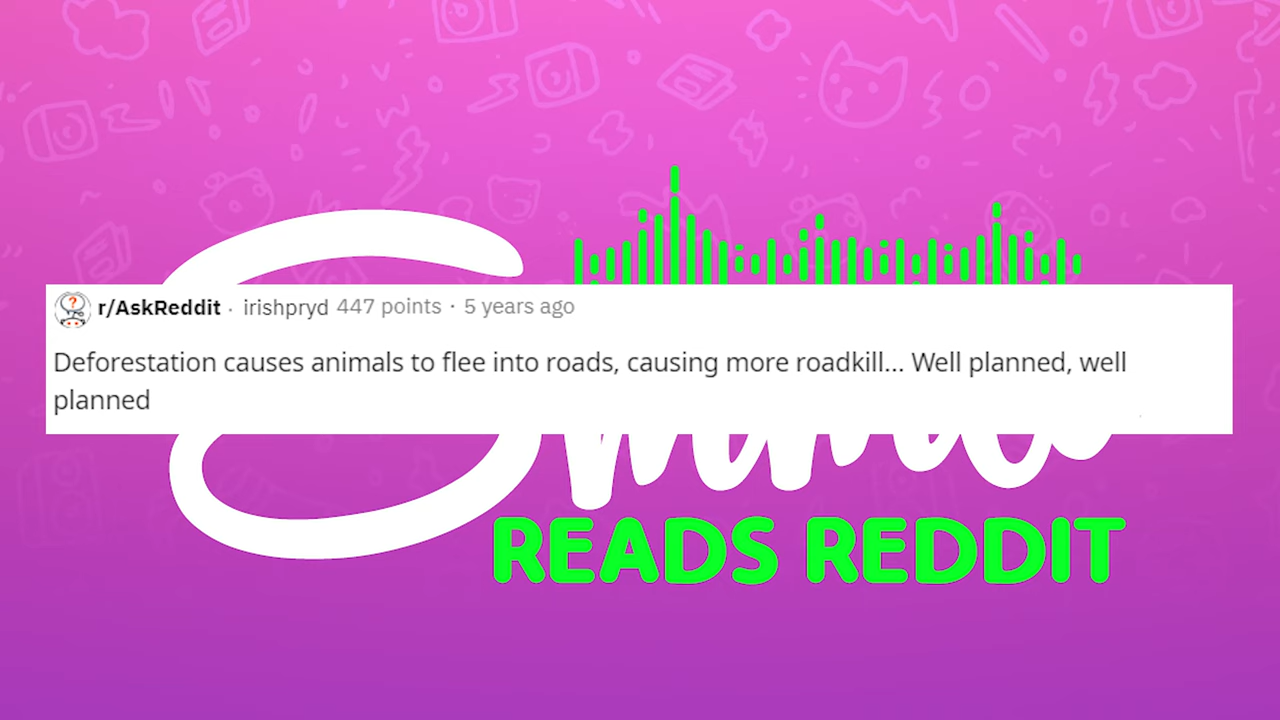 r/AskReddit · irishpryd 447 points · 5 years ago
Deforestation causes animals to flee into roads, causing more roadkill... Well planned, well
planned
READS REDDIT